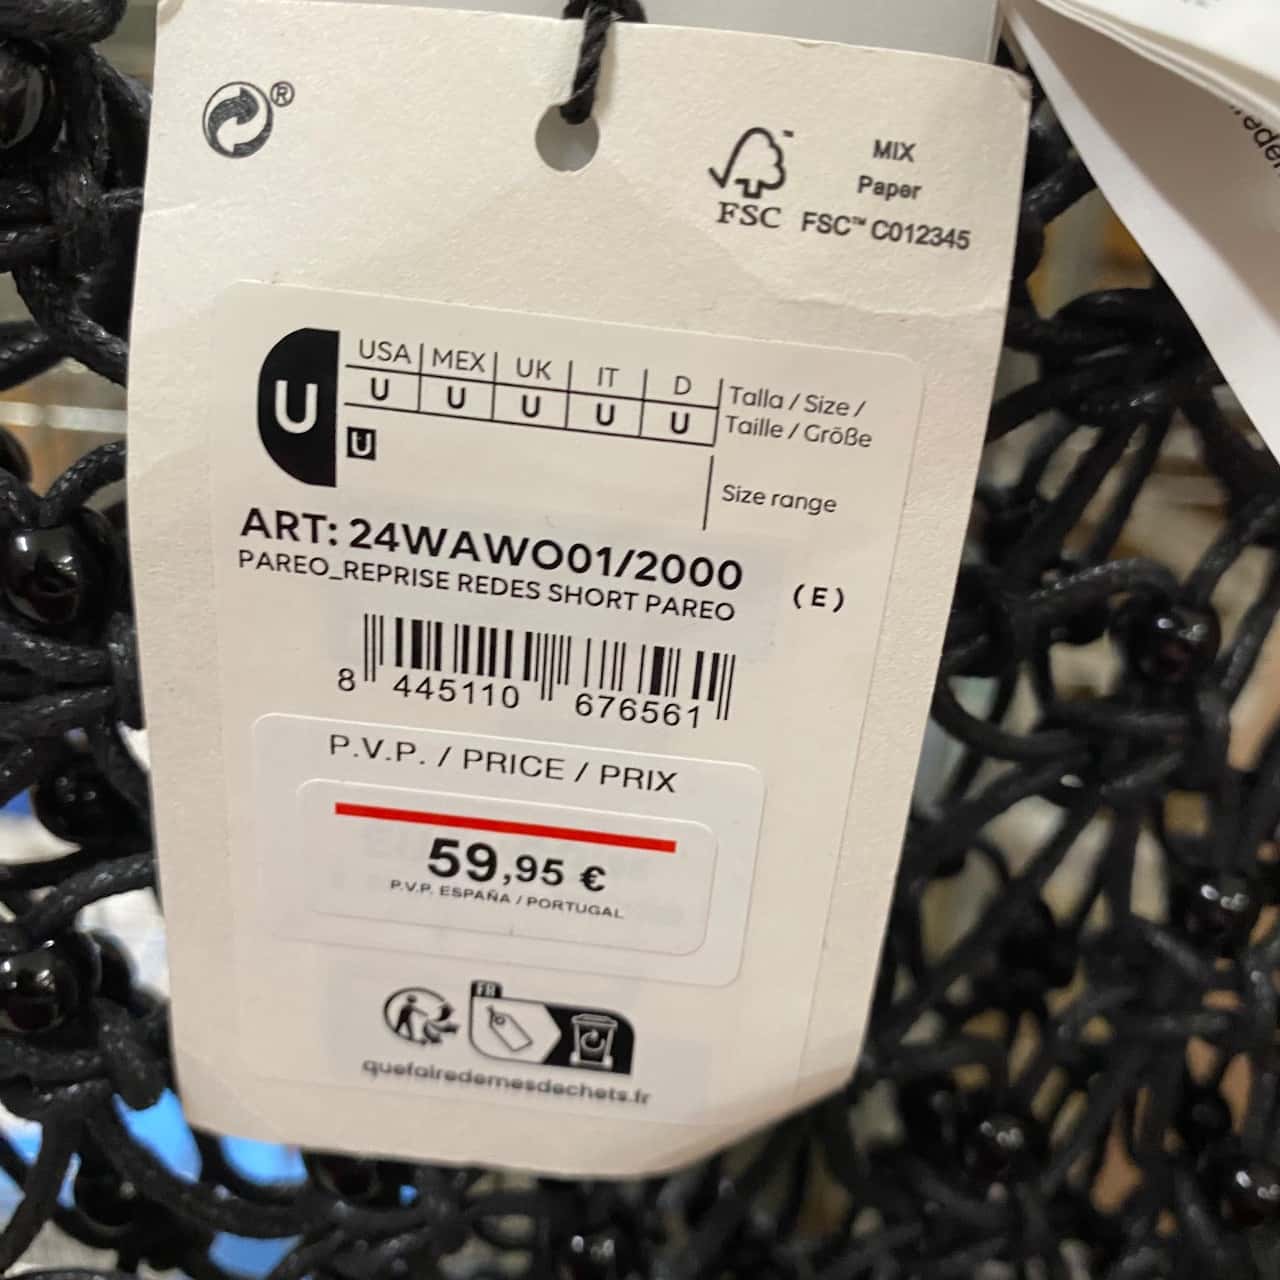 ®
MIX
Paper
FSC™ C012345
FSC
™
U
USA MEX UK IT D
U U U U U
Talla / Size /
Taille / Größe
U
Size range
ART: 24WAWO01/2000
PAREO_REPRISE REDES SHORT PAREO
(E)
8 445110 676561
P.V.P. / PRICE / PRIX
59,95 €
P.V.P. ESPAÑA / PORTUGAL
FR
quefairedemesdechets.fr